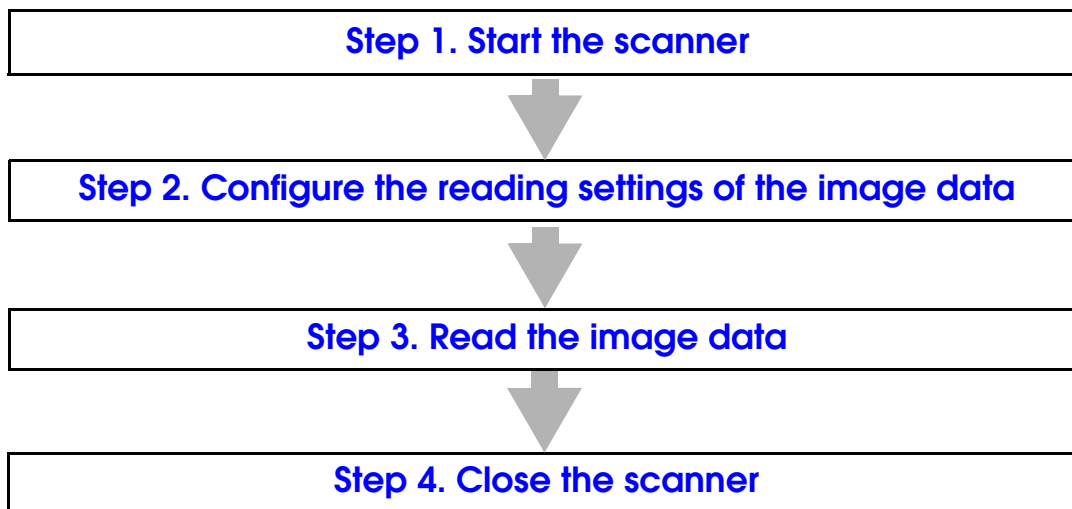 Step 1. Start the scanner
Step 2. Configure the reading settings of the image data
Step 3. Read the image data
Step 4. Close the scanner